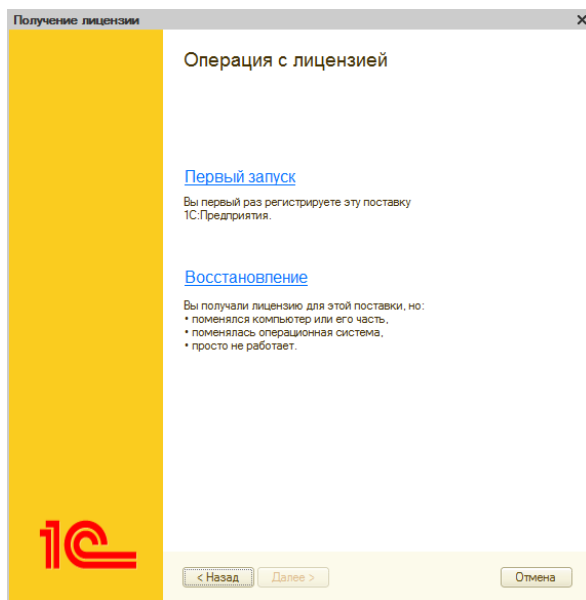 Получение лицензии
Операция с лицензией
Первый запуск
Вы первый раз регистрируете эту поставку
1С:Предприятия.
Восстановление
Вы получали лицензию для этой поставки, но:
• поменялся компьютер или его часть,
• поменялась операционная система,
• просто не работает.
1С
< Назад
Далее >
Отмена